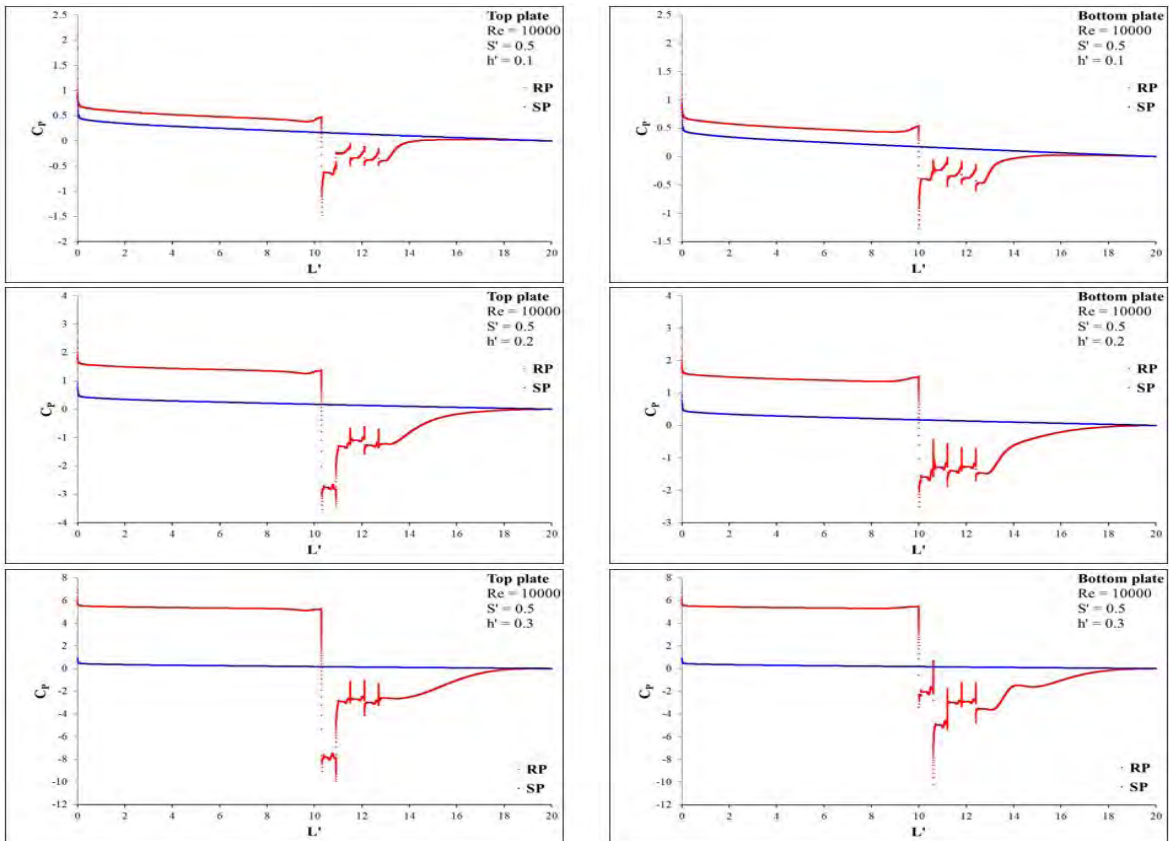 Top plate
Re = 10000
S' = 0.5
h' = 0.1
RP
SP
C_P
2.5
2
1.5
1
0.5
0
-0.5
-1
-1.5
-2
0 2 4 6 8 10 12 14 16 18 20
L'
Bottom plate
Re = 10000
S' = 0.5
h' = 0.1
RP
SP
C_P
2.5
2
1.5
1
0.5
0
-0.5
-1
-1.5
0 2 4 6 8 10 12 14 16 18 20
L'
Top plate
Re = 10000
S' = 0.5
h' = 0.2
RP
SP
C_P
4
3
2
1
0
-1
-2
-3
-4
0 2 4 6 8 10 12 14 16 18 20
L'
Bottom plate
Re = 10000
S' = 0.5
h' = 0.2
RP
SP
C_P
4
3
2
1
0
-1
-2
-3
0 2 4 6 8 10 12 14 16 18 20
L'
Top plate
Re = 10000
S' = 0.5
h' = 0.3
C_P
8
6
4
2
0
-2
-4
-6
-8
-10
-12
RP
SP
0 2 4 6 8 10 12 14 16 18 20
L'
Bottom plate
Re = 10000
S' = 0.5
h' = 0.3
C_P
8
6
4
2
0
-2
-4
-6
-8
-10
-12
RP
SP
0 2 4 6 8 10 12 14 16 18 20
L'